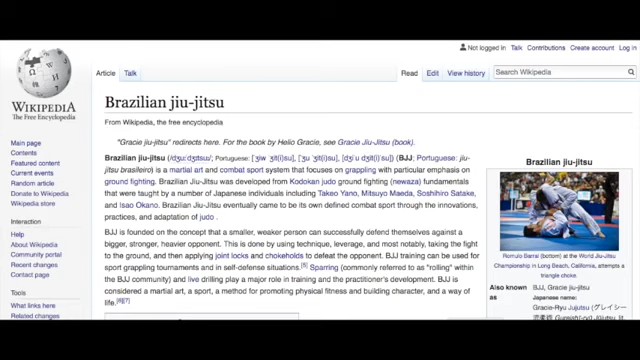 Not logged in Talk Contributions Create account Log in
Article Talk
Read Edit View history
Search Wikipedia
WIKIPEDIA
The Free Encyclopedia
Main page
Contents
Featured content
Current events
Random article
Donate to Wikipedia
Wikipedia store
Interaction
Help
About Wikipedia
Community portal
Recent changes
Contact page
Tools
What links here
Related changes
Brazilian jiu-jitsu
From Wikipedia, the free encyclopedia
"Gracie jiu-jitsu" redirects here. For the book by Helio Gracie, see Gracie Jiu-Jitsu (book).
Brazilian jiu-jitsu (BJJ; Portuguese: jiu-
jitsu brasileiro) is a martial art and combat sport system that focuses on grappling with particular emphasis on
ground fighting. Brazilian Jiu-Jitsu was developed from Kodokan judo ground fighting (newaza) fundamentals
that were taught by a number of Japanese individuals including Takeo Yano, Mitsuyo Maeda, Soshihiro Satake,
and Isao Okano. Brazilian Jiu-Jitsu eventually came to be its own defined combat sport through the innovations,
practices, and adaptation of judo .
BJJ is founded on the concept that a smaller, weaker person can successfully defend themselves against a
bigger, stronger, heavier opponent. This is done by using technique, leverage, and most notably, taking the fight
to the ground, and then applying joint locks and chokeholds to defeat the opponent. BJJ training can be used for
sport grappling tournaments and in self-defense situations. Sparring (commonly referred to as "rolling" within
the BJJ community) and live drilling play a major role in training and the practitioner's development. BJJ is
considered a martial art, a sport, a method for promoting physical fitness and building character, and a way of
life.[6][7]
Brazilian jiu-jitsu
Romulo Barral (bottom) at the World Jiu-Jitsu
Championship in Long Beach, California, attempts a
triangle choke.
Also known as
BJJ, Gracie jiu-jitsu
Japanese name:
Gracie-Ryu Jujutsu (グレイシー